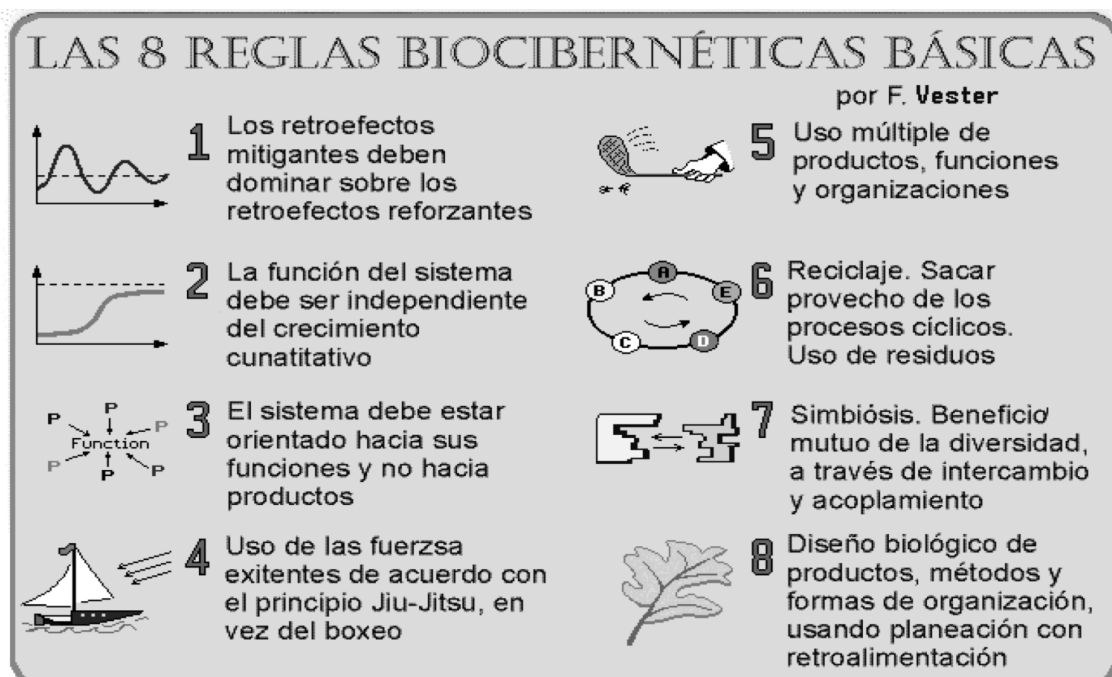 LAS 8 REGLAS BIOCIBERNÉTICAS BÁSICAS
por F. Vester
1 Los retroefectos
mitigantes deben
dominar sobre los
retroefectos reforzantes
2 La función del sistema
debe ser independiente
del crecimiento
cunatitativo
P P P
P Function P
P P
3 El sistema debe estar
orientado hacia sus
funciones y no hacia
productos
4 Uso de las fuerzsa
exitentes de acuerdo con
el principio Jiu-Jitsu, en
vez del boxeo
5 Uso múltiple de
productos, funciones
y organizaciones
A
B E
C D
6 Reciclaje. Sacar
provecho de los
procesos cíclicos.
Uso de residuos
7 Simbiósis. Beneficio
mutuo de la diversidad,
a través de intercambio
y acoplamiento
8 Diseño biológico de
productos, métodos y
formas de organización,
usando planeación con
retroalimentación